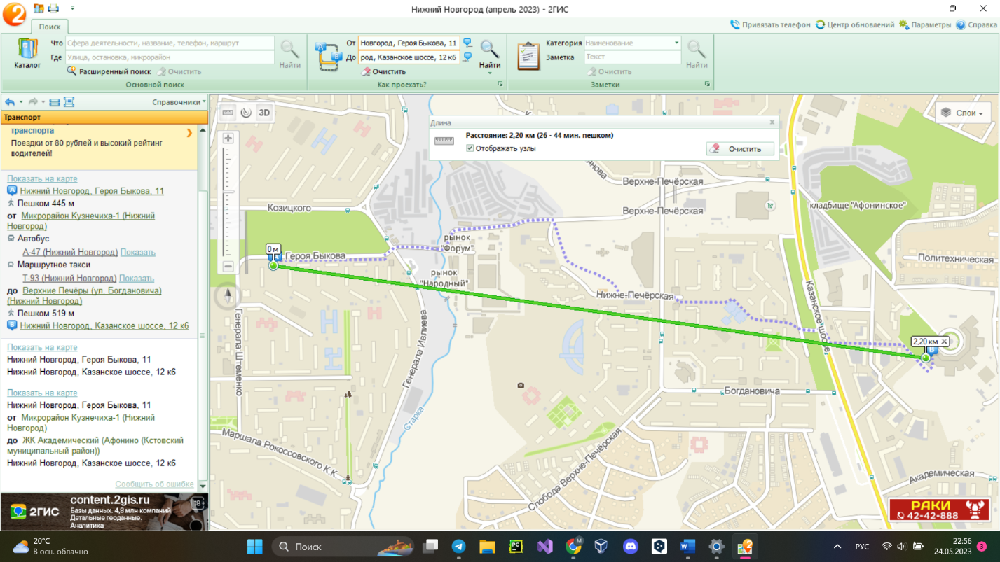 Нижний Новгород (апрель 2023) - 2ГИС
Поиск
Привязать телефон
Центр обновлений
Параметры
Справка
Каталог
Что
Сфера деятельности, название, телефон, маршрут
Где
Улица, остановка, микрорайон
Расширенный поиск
Очистить
Найти
Основной поиск
От
Новгород, Героя Быкова, 11
До
род, Казанское шоссе, 12 к6
Очистить
Найти
Как проехать?
Категория
Наименование
Заметка
Текст
Очистить
Найти
Заметки
Справочники
Транспорт
транспорта
Поездки от 80 рублей и высокий рейтинг
водителей!
Показать на карте
A
Нижний Новгород, Героя Быкова, 11
Пешком 445 м
от Микрорайон Кузнечиха-1 (Нижний
Новгород)
Автобус
А-47 (Нижний Новгород) Показать
Маршрутное такси
Т-93 (Нижний Новгород) Показать
до Верхние Печёры (ул. Богдановича)
(Нижний Новгород)
Пешком 519 м
B
Нижний Новгород, Казанское шоссе, 12 к6
Показать на карте
Нижний Новгород, Героя Быкова, 11
Нижний Новгород, Казанское шоссе, 12 к6
Показать на карте
Нижний Новгород, Героя Быкова, 11
от Микрорайон Кузнечиха-1 (Нижний
Новгород)
до ЖК Академический (Афонино (Кстовский
муниципальный район))
Нижний Новгород, Казанское шоссе, 12 к6
Сообщить об ошибке
2ГИС
content.2gis.ru
Базы данных. 4,8 млн компаний
Детальные геоданные.
Аналитика
18+
3D
Слои
Длина
Расстояние: 2,20 км (26 - 44 мин. пешком)
Отображать узлы
Очистить
Верхне-Печёрская
кладбище "Афонинское"
Козицкого
Верхне-Печёрская
рынок
"Форум"
0 м
Героя Быкова
Политехническая
рынок
"Народный"
Нижне-Печёрская
Казанское шоссе
Генерала Штеменко
Генерала Ивлиева
2,20 км
B
Богдановича
Старка
Маршала Рокоссовского К.К.
Слобода Верхне-Печёрская
Академическая
РАКИ
42-42-888
20°C
В осн. облачно
Поиск
РУС
22:56
24.05.2023
3